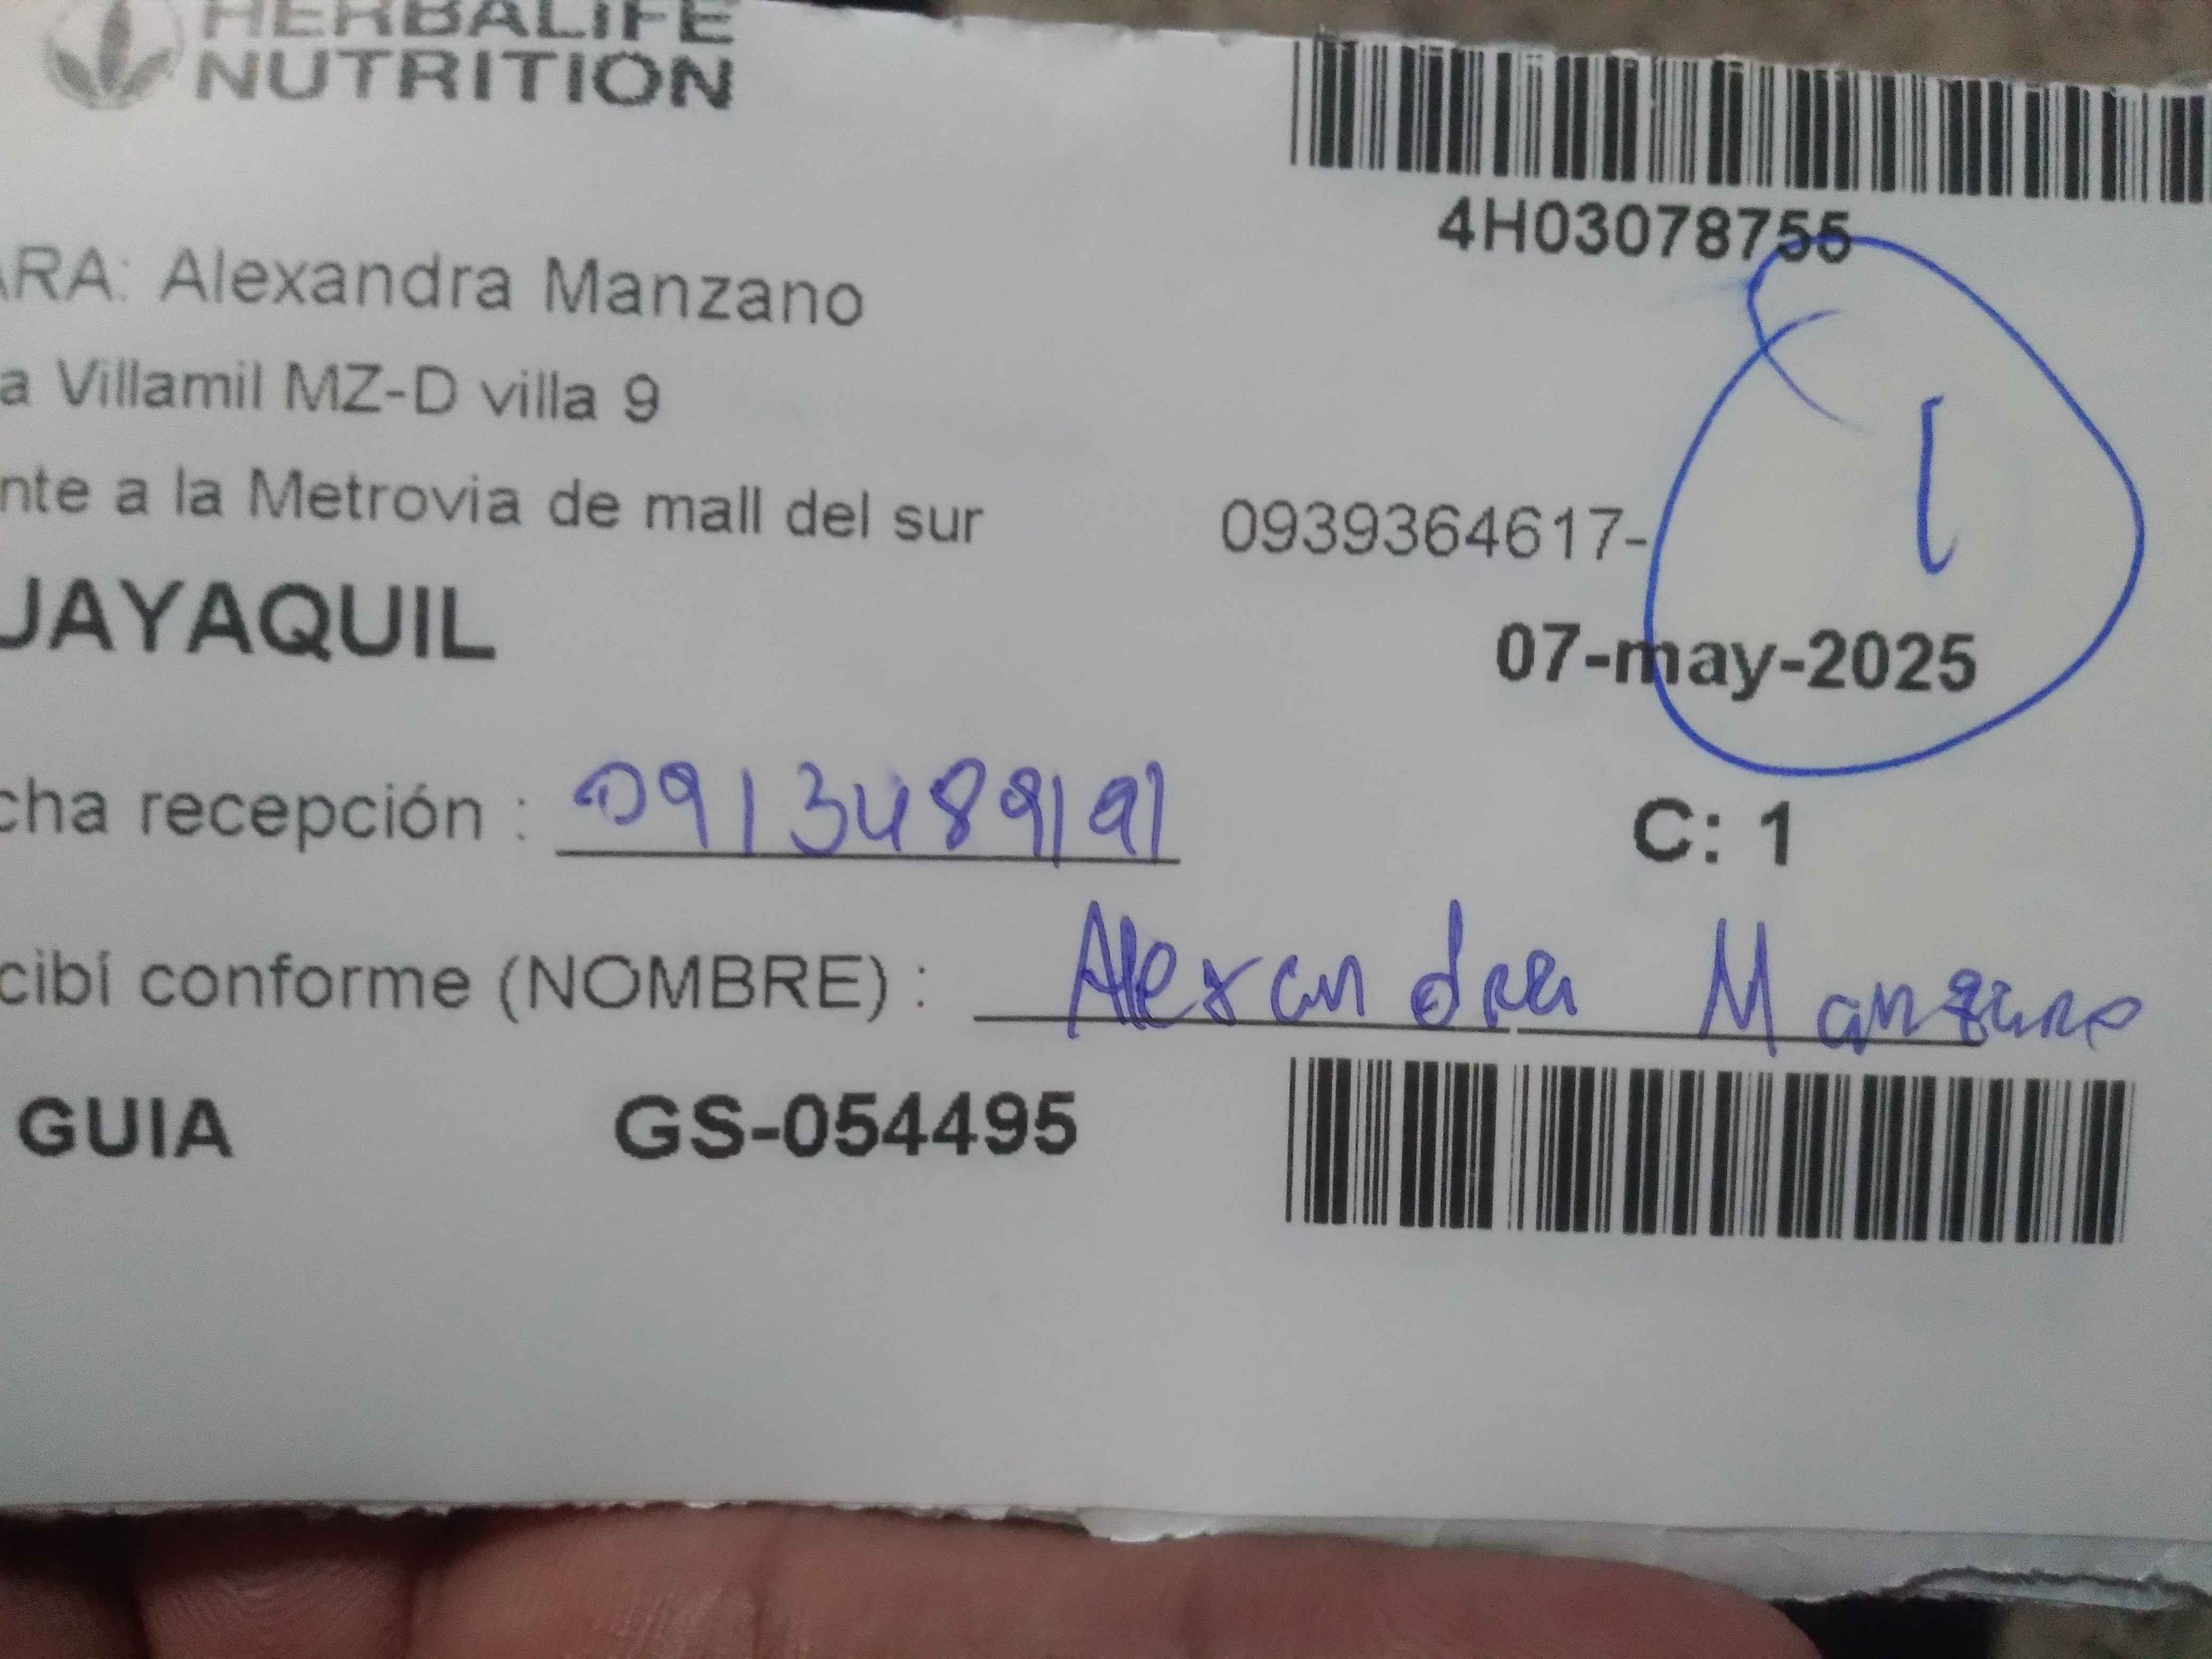 HERBALIFE
NUTRITION
4H03078755
ARA: Alexandra Manzano
a Villamil MZ-D villa 9
nte a la Metrovia de mall del sur 0939364617-
1
UAYAQUIL
07-may-2025
cha recepción : 0913489191
C: 1
cibí conforme (NOMBRE) : Alexandra Manzano
GUIA GS-054495